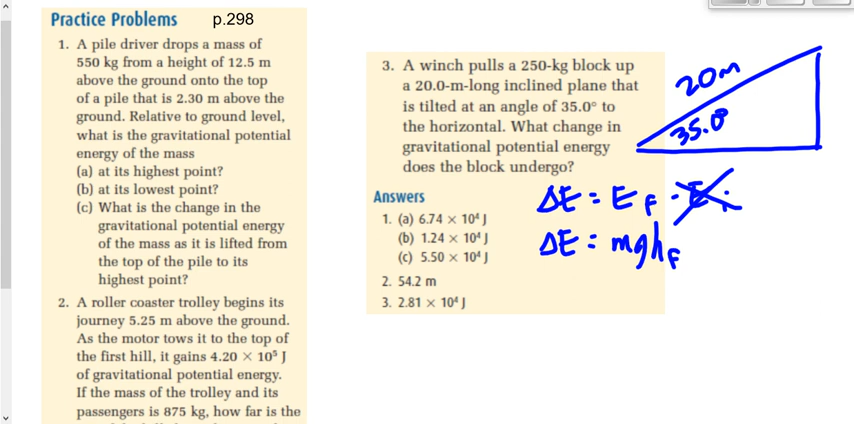 Practice Problems p.298
1. A pile driver drops a mass of
550 kg from a height of 12.5 m
above the ground onto the top
of a pile that is 2.30 m above the
ground. Relative to ground level,
what is the gravitational potential
energy of the mass
(a) at its highest point?
(b) at its lowest point?
(c) What is the change in the
gravitational potential energy
of the mass as it is lifted from
the top of the pile to its
highest point?
2. A roller coaster trolley begins its
journey 5.25 m above the ground.
As the motor tows it to the top of
the first hill, it gains 4.20 × 10⁵ J
of gravitational potential energy.
If the mass of the trolley and its
passengers is 875 kg, how far is the
3. A winch pulls a 250-kg block up
a 20.0-m-long inclined plane that
is tilted at an angle of 35.0° to
the horizontal. What change in
gravitational potential energy
does the block undergo?
Answers
1. (a) 6.74 × 10⁴ J
(b) 1.24 × 10⁴ J
(c) 5.50 × 10⁴ J
2. 54.2 m
3. 2.81 × 10⁴ J
20m
35.0°
ΔE = E_F - E_i
ΔE = mgh_F